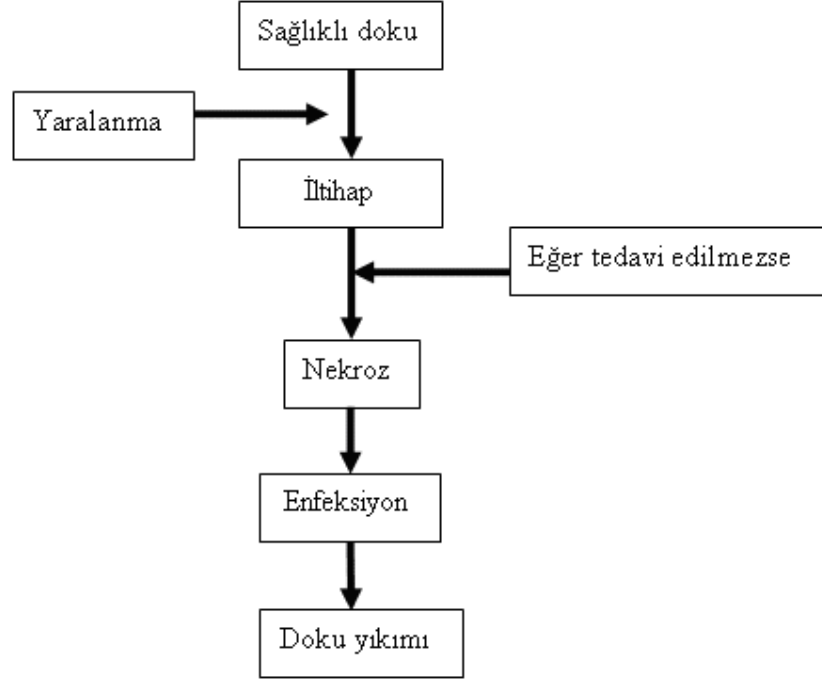 Sağlıklı doku
Yaralanma
İltihap
Eğer tedavi edilmezse
Nekroz
Enfeksiyon
Doku yıkımı